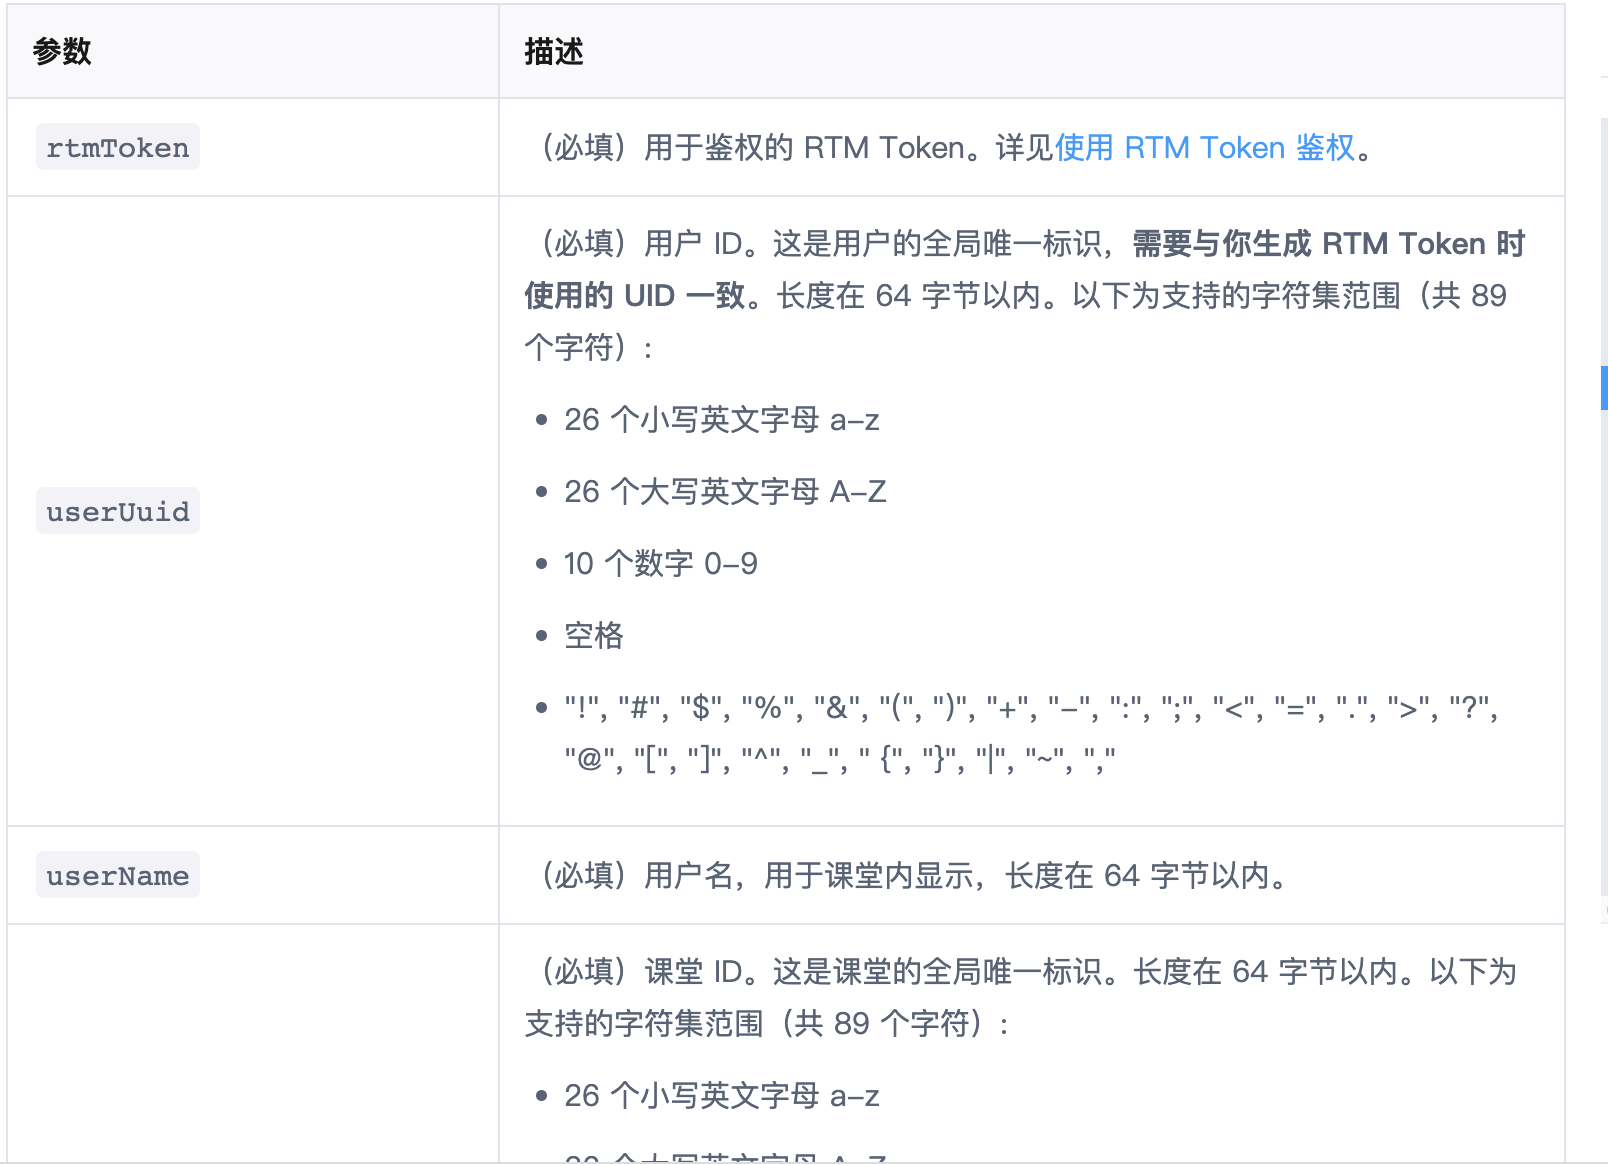 参数
描述
rtmToken
（必填）用于鉴权的 RTM Token。详见使用 RTM Token 鉴权。
userUuid
（必填）用户 ID。这是用户的全局唯一标识，需要与你生成 RTM Token 时
使用的 UID 一致。长度在 64 字节以内。以下为支持的字符集范围（共 89
个字符）:
• 26 个小写英文字母 a-z
• 26 个大写英文字母 A-Z
• 10 个数字 0-9
• 空格
• "!", "#", "$", "%", "&", "(", ")", "+", "-", ":", ";", "<", "=", ".", ">", "?",
"@", "[", "]", "^", "_", " {", "}", "|", "~", ","
userName
（必填）用户名，用于课堂内显示，长度在 64 字节以内。
（必填）课堂 ID。这是课堂的全局唯一标识。长度在 64 字节以内。以下为
支持的字符集范围（共 89 个字符）:
• 26 个小写英文字母 a-z
26 个大写英文字母 A-Z